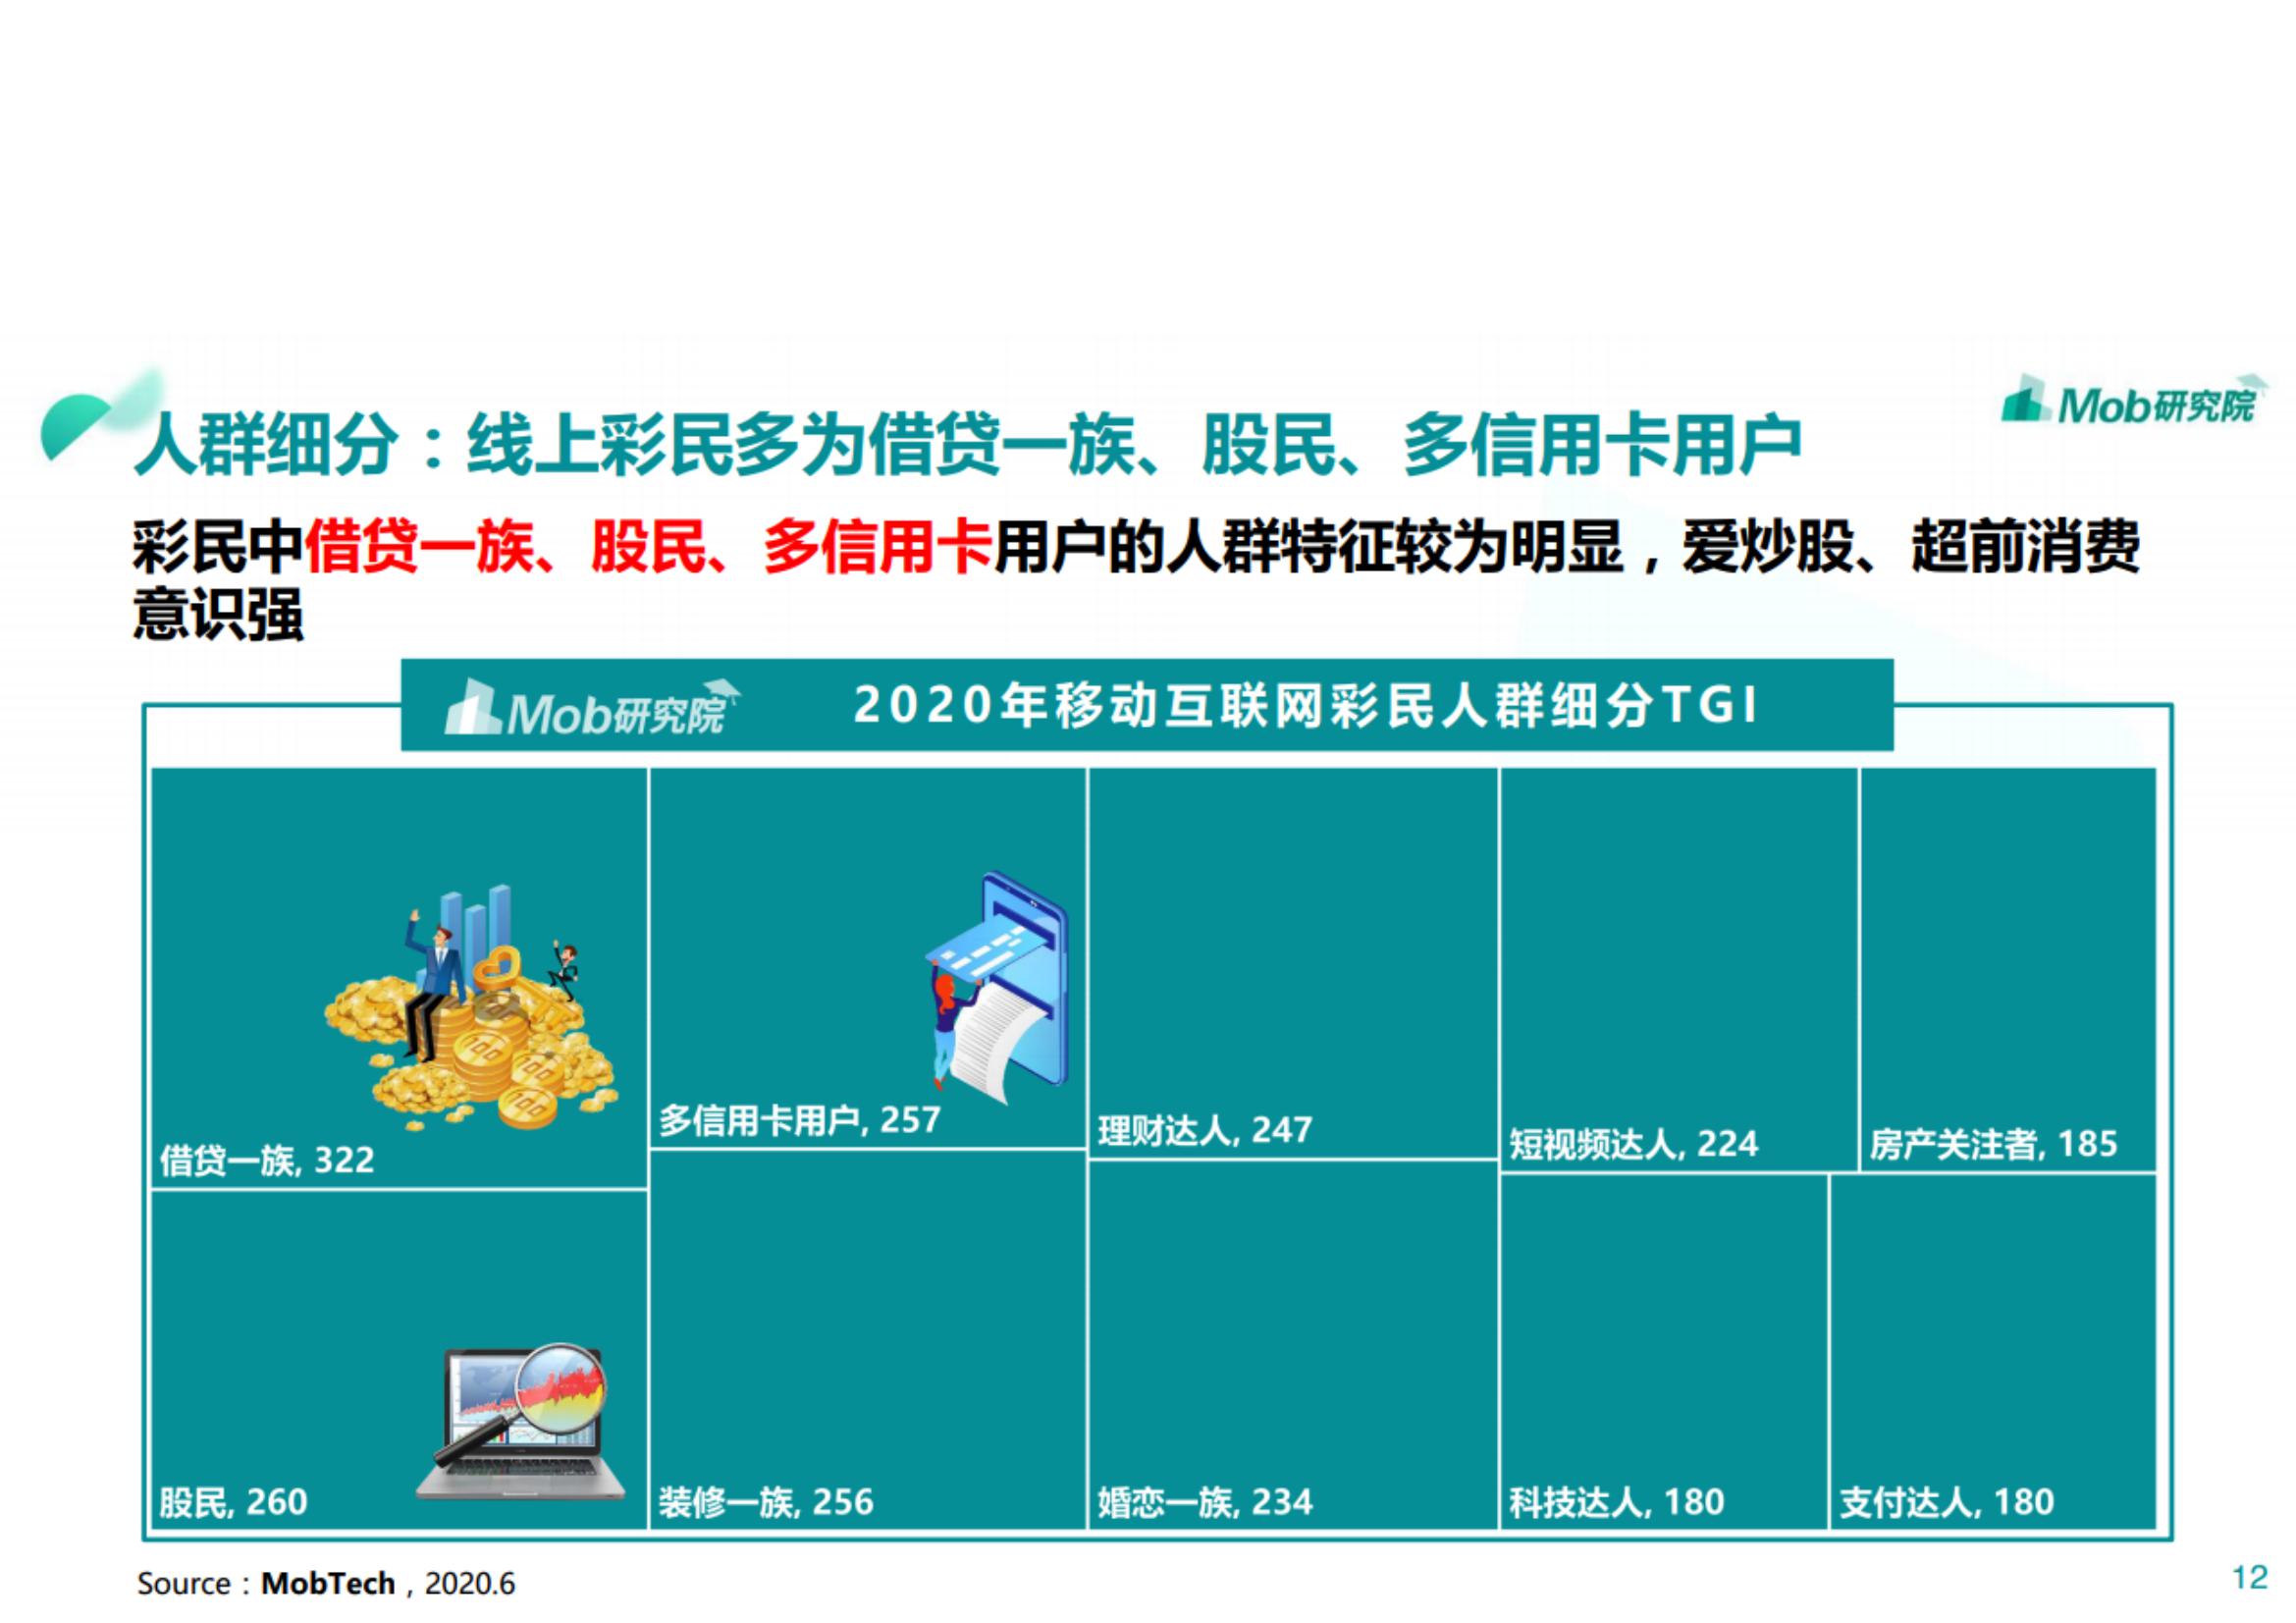 人群细分：线上彩民多为借贷一族、股民、多信用卡用户
Mob研究院
彩民中借贷一族、股民、多信用卡用户的人群特征较为明显，爱炒股、超前消费
意识强
Mob研究院 2020年移动互联网彩民人群细分TGI
借贷一族, 322
多信用卡用户, 257
理财达人, 247
短视频达人, 224
房产关注者, 185
股民, 260
装修一族, 256
婚恋一族, 234
科技达人, 180
支付达人, 180
100
100
100
Source：MobTech，2020.6
12